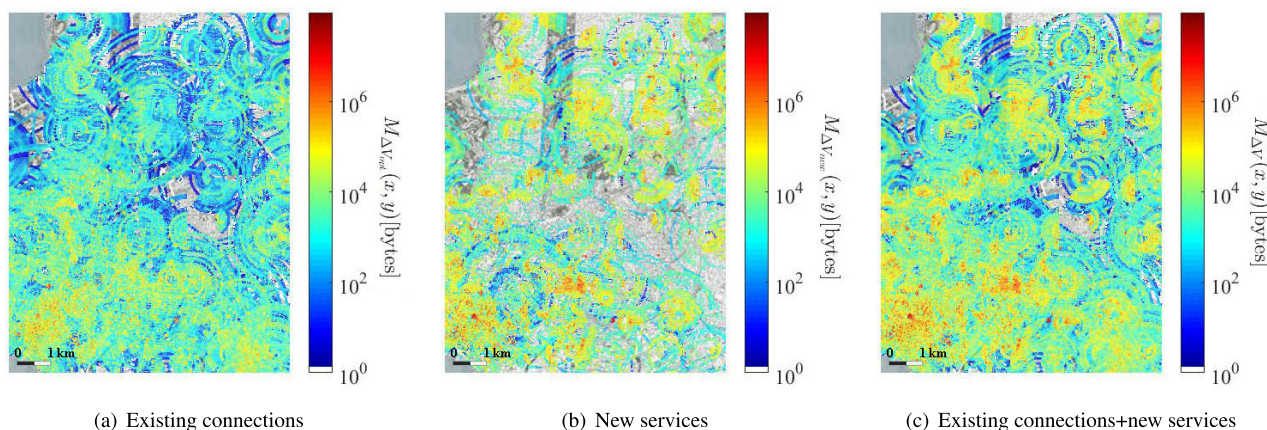 10^6
10^4
10^2
10^0
M_{ΔV_{opt}}(x, y)[bytes]
0 1 km
10^6
10^4
10^2
10^0
M_{ΔV_{new}}(x, y)[bytes]
0 1 km
10^6
10^4
10^2
10^0
M_{ΔV}(x, y)[bytes]
0 1 km
(a) Existing connections
(b) New services
(c) Existing connections+new services